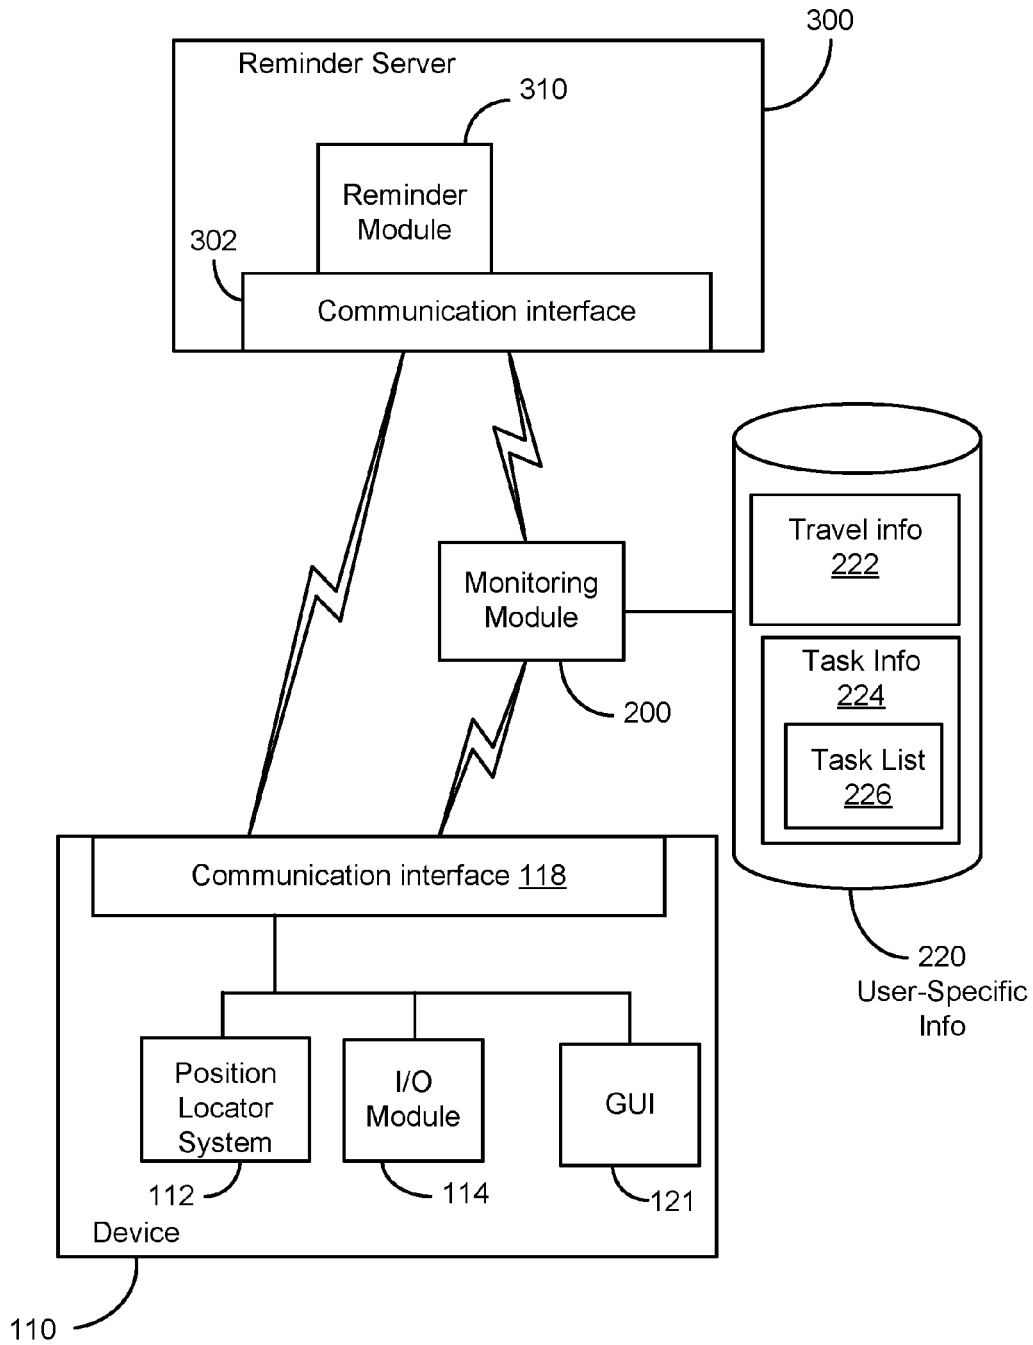 300
Reminder Server
310
Reminder
Module
302
Communication interface
Travel info
222
Monitoring
Module
Task Info
224
200
Task List
226
Communication interface 118
220
User-Specific
Info
Position
Locator
System
I/O
Module
GUI
112
114
121
Device
110